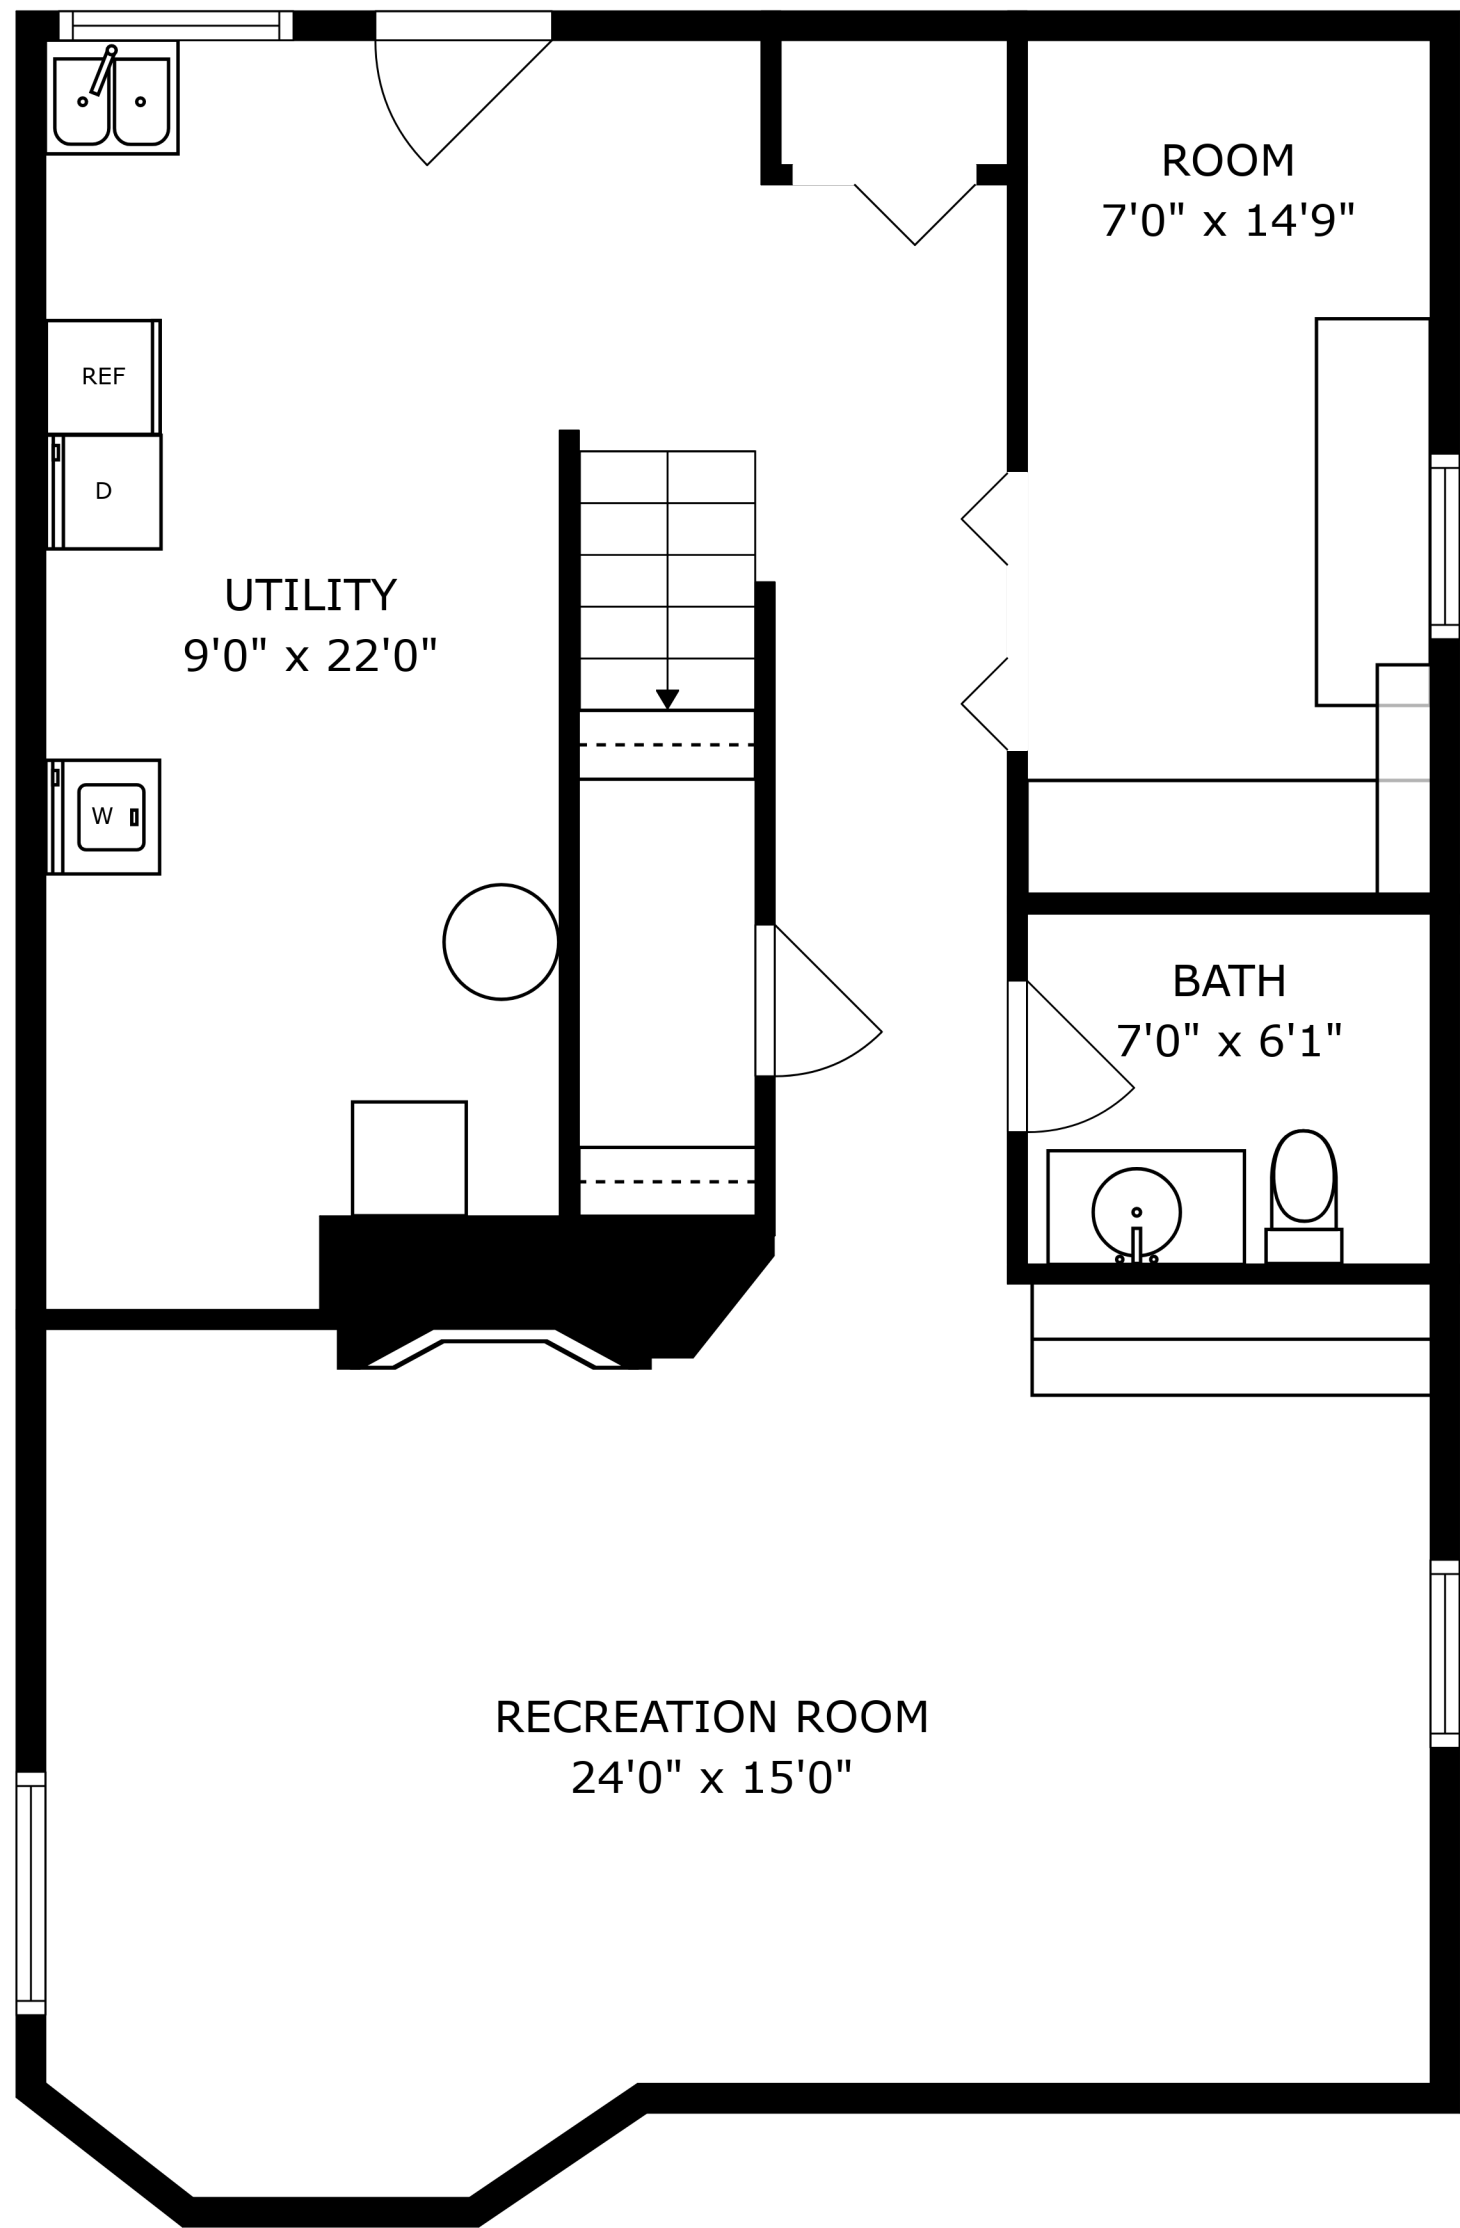 ROOM
7'0" x 14'9"
REF
D
UTILITY
9'0" x 22'0"
W
BATH
7'0" x 6'1"
RECREATION ROOM
24'0" x 15'0"